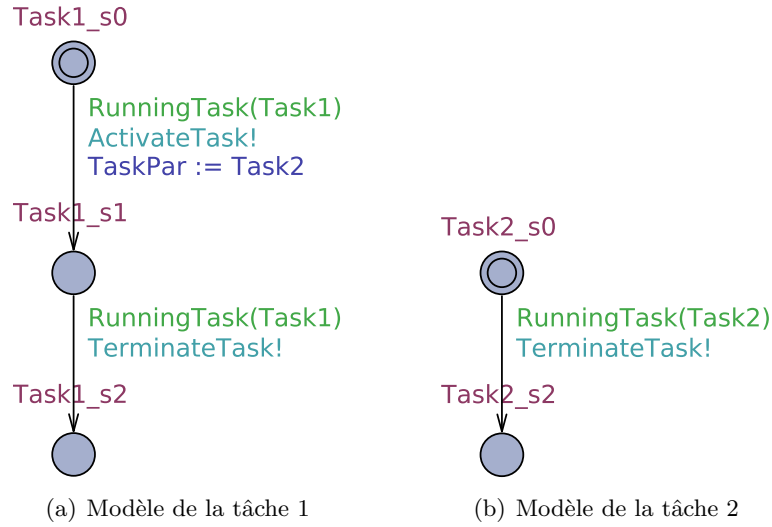 Task1_s0
RunningTask(Task1)
ActivateTask!
TaskPar := Task2
Task1_s1
RunningTask(Task1)
TerminateTask!
Task1_s2
(a) Modèle de la tâche 1
Task2_s0
RunningTask(Task2)
TerminateTask!
Task2_s2
(b) Modèle de la tâche 2